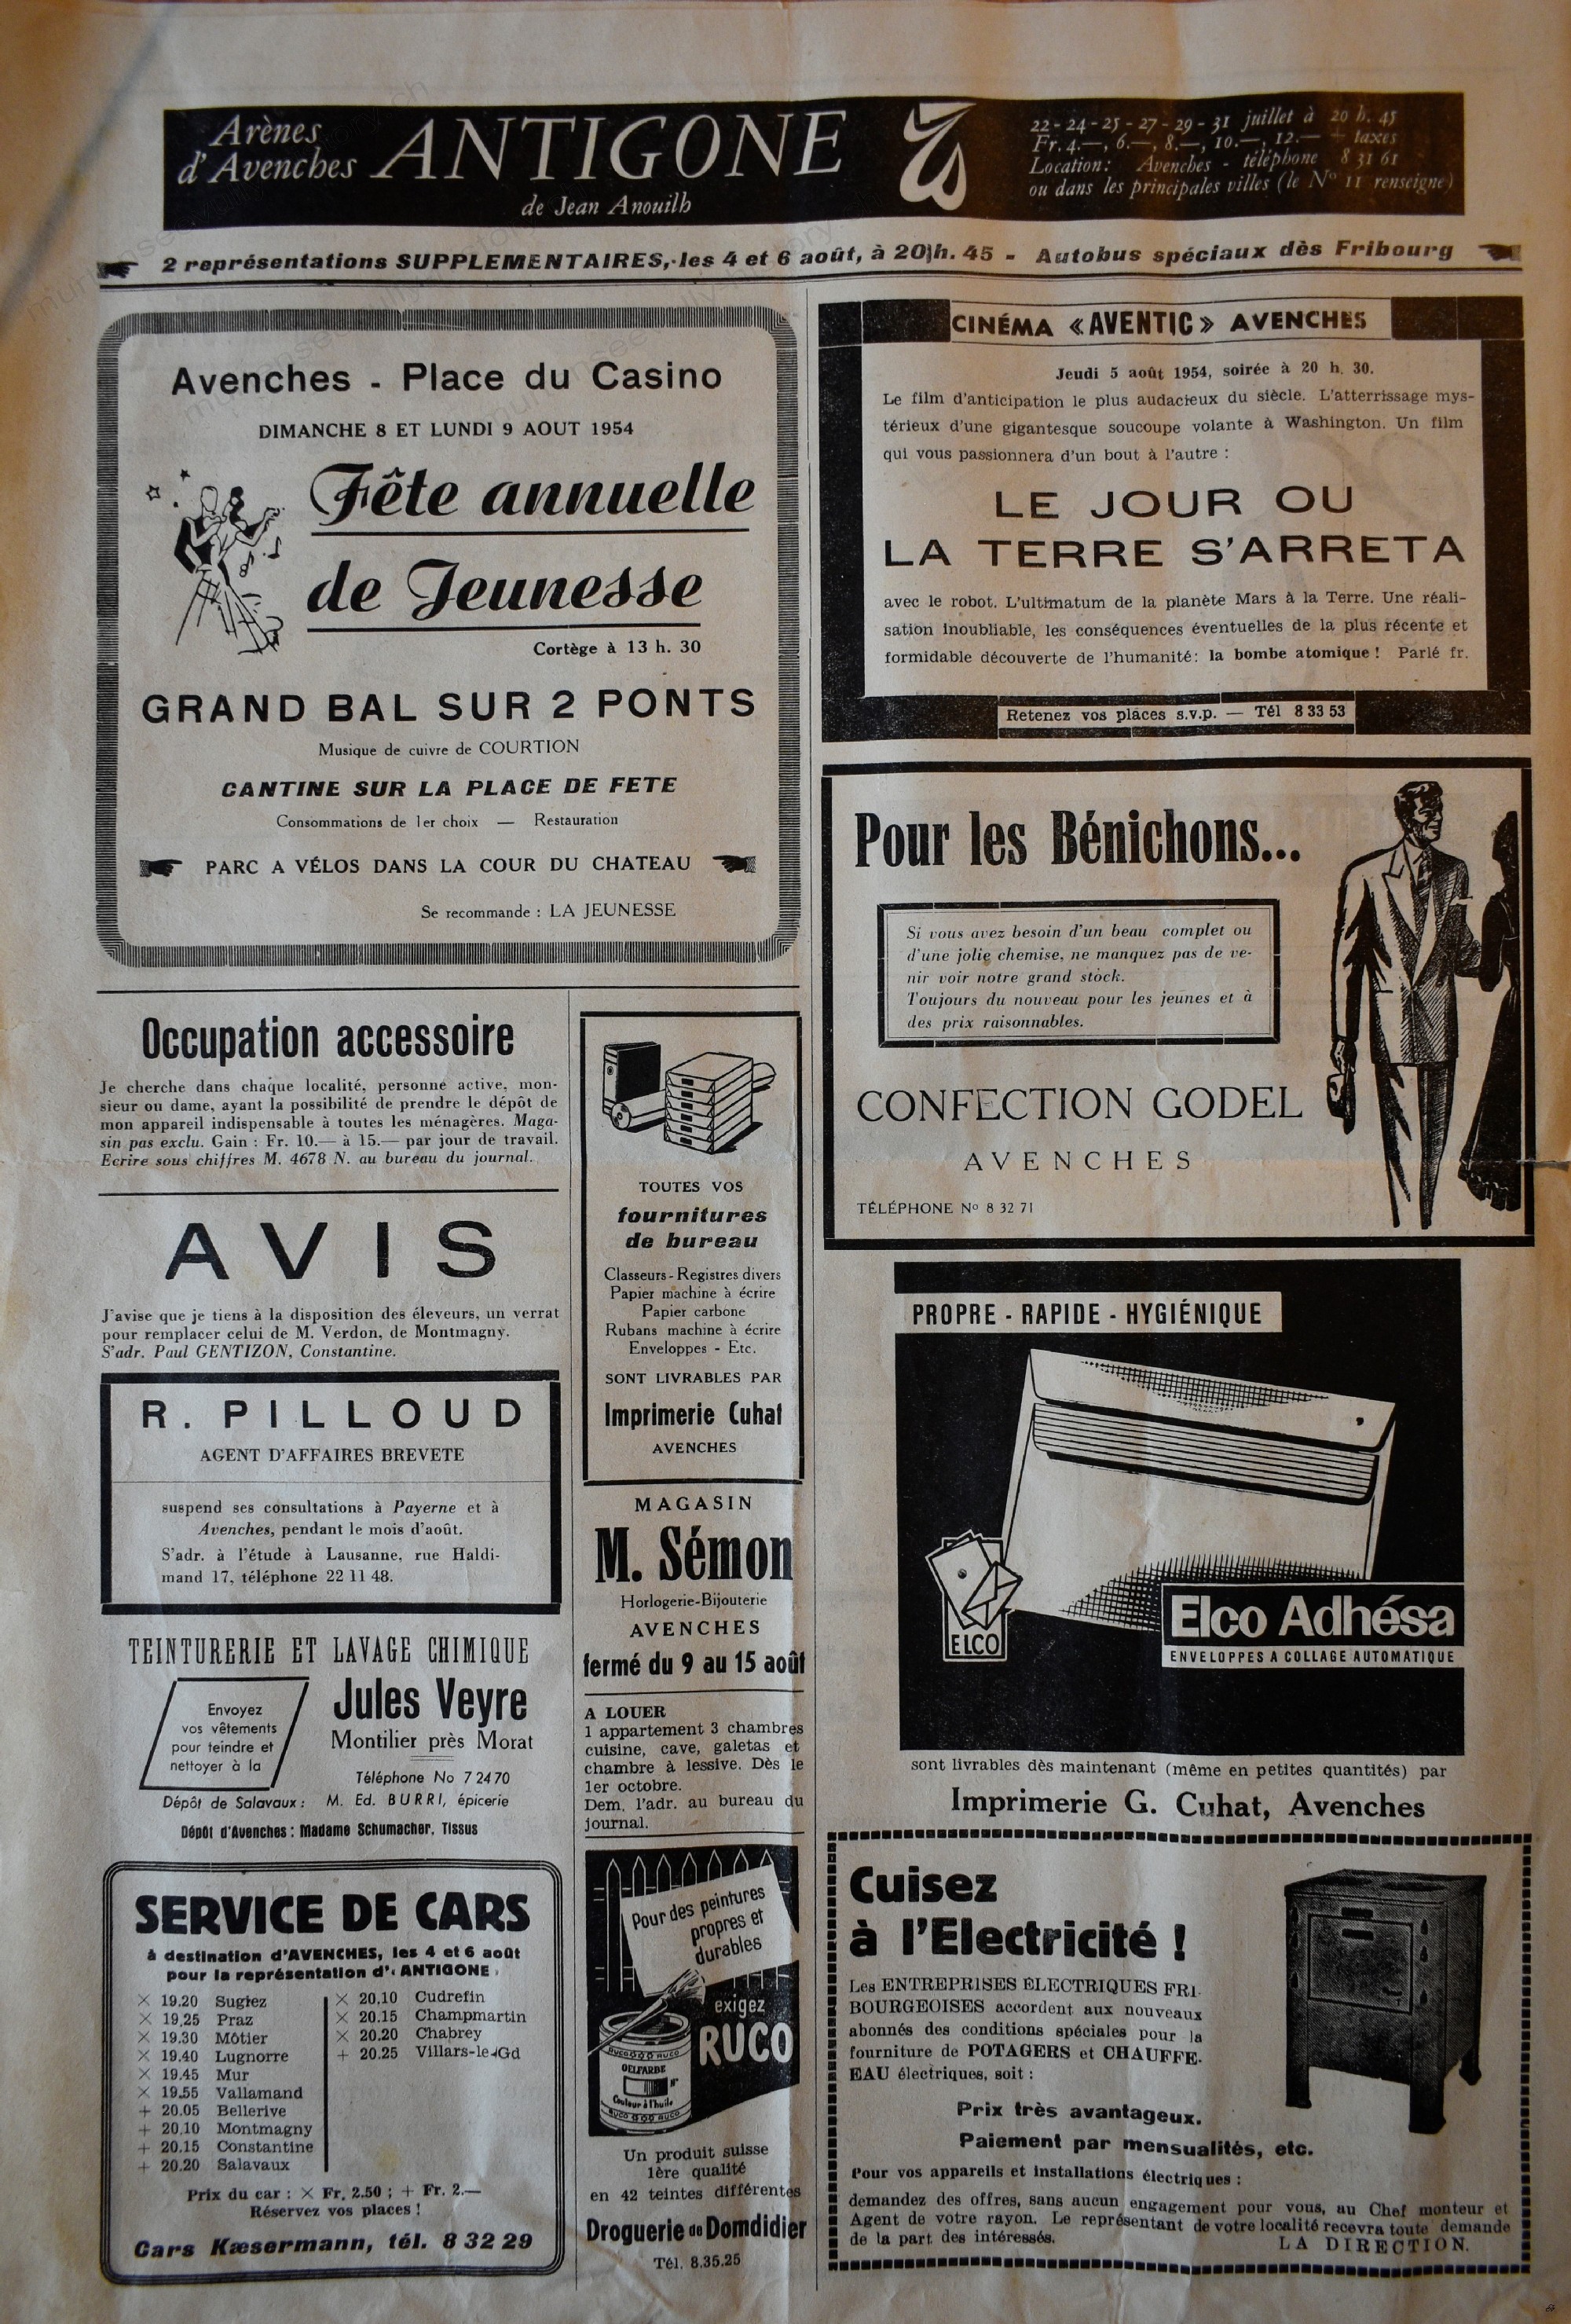 Arènes
d'Avenches
ANTIGONE
de Jean Anouilh
22 - 24 - 25 - 27 - 29 - 31 juillet à 20 h. 45
Fr. 4.—, 6.—, 8.—, 10.—, 12.— + taxes
Location: Avenches - téléphone 8 31 61
ou dans les principales villes (le No 11 renseigne)
2 représentations SUPPLEMENTAIRES, les 4 et 6 août, à 20 h. 45 - Autobus spéciaux dès Fribourg
Avenches - Place du Casino
DIMANCHE 8 ET LUNDI 9 AOUT 1954
Fête annuelle
de Jeunesse
Cortège à 13 h. 30
GRAND BAL SUR 2 PONTS
Musique de cuivre de COURTION
CANTINE SUR LA PLACE DE FETE
Consommations de 1er choix — Restauration
PARC A VÉLOS DANS LA COUR DU CHATEAU
Se recommande : LA JEUNESSE
Occupation accessoire
Je cherche dans chaque localité, personne active, mon-
sieur ou dame, ayant la possibilité de prendre le dépôt de
mon appareil indispensable à toutes les ménagères. Maga-
sin pas exclu. Gain : Fr. 10.— à 15.— par jour de travail.
Ecrire sous chiffres M. 4678 N. au bureau du journal.
AVIS
J'avise que je tiens à la disposition des éleveurs, un verrat
pour remplacer celui de M. Verdon, de Montmagny.
S'adr. Paul GENTIZON, Constantine.
R. PILLOUD
AGENT D'AFFAIRES BREVETE
suspend ses consultations à Payerne et à
Avenches, pendant le mois d'août.
S'adr. à l'étude à Lausanne, rue Haldi-
mand 17, téléphone 22 11 48.
TEINTURERIE ET LAVAGE CHIMIQUE
Envoyez
vos vêtements
pour teindre et
nettoyer à la
Jules Veyre
Montilier près Morat
Téléphone No 7 24 70
Dépôt de Salavaux : M. Ed. BURRI, épicerie
Dépôt d'Avenches : Madame Schumacher, Tissus
SERVICE DE CARS
à destination d'AVENCHES, les 4 et 6 août
pour la représentation d'« ANTIGONE »
× 19.20 Sugiez
× 19.25 Praz
× 19.30 Môtier
× 19.40 Lugnorre
× 19.45 Mur
× 19.55 Vallamand
+ 20.05 Bellerive
+ 20.10 Montmagny
+ 20.15 Constantine
+ 20.20 Salavaux
× 20.10 Cudrefin
× 20.15 Champmartin
× 20.20 Chabrey
+ 20.25 Villars-le-Gd
Prix du car : × Fr. 2.50 ; + Fr. 2.—
Réservez vos places !
Cars Kæsermann, tél. 8 32 29
TOUTES VOS
fournitures
de bureau
Classeurs - Registres divers
Papier machine à écrire
Papier carbone
Rubans machine à écrire
Enveloppes - Etc.
SONT LIVRABLES PAR
Imprimerie Cuhat
AVENCHES
MAGASIN
M. Sémon
Horlogerie-Bijouterie
AVENCHES
fermé du 9 au 15 août
A LOUER
1 appartement 3 chambres
cuisine, cave, galetas et
chambre à lessive. Dès le
1er octobre.
Dem. l'adr. au bureau du
journal.
Pour des peintures
propres et
durables
exigez
RUCO
RUCO RUCO
OELFARBE
No
Couleur à l'huile
RUCO RUCO
Un produit suisse
1ère qualité
en 42 teintes différentes
Droguerie de Domdidier
Tél. 8.35.25
CINÉMA « AVENTIC » AVENCHES
Jeudi 5 août 1954, soirée à 20 h. 30.
Le film d'anticipation le plus audacieux du siècle. L'atterrissage mys-
térieux d'une gigantesque soucoupe volante à Washington. Un film
qui vous passionnera d'un bout à l'autre :
LE JOUR OU
LA TERRE S'ARRETA
avec le robot. L'ultimatum de la planète Mars à la Terre. Une réali-
sation inoubliable, les conséquences éventuelles de la plus récente et
formidable découverte de l'humanité: la bombe atomique ! Parlé fr.
Retenez vos places s.v.p. — Tél 8 33 53
Pour les Bénichons...
Si vous avez besoin d'un beau complet ou
d'une jolie chemise, ne manquez pas de ve-
nir voir notre grand stock.
Toujours du nouveau pour les jeunes et à
des prix raisonnables.
CONFECTION GODEL
AVENCHES
TÉLÉPHONE No 8 32 71
PROPRE - RAPIDE - HYGIÉNIQUE
ELCO
Elco Adhésa
ENVELOPPES A COLLAGE AUTOMATIQUE
sont livrables dès maintenant (même en petites quantités) par
Imprimerie G. Cuhat, Avenches
Cuisez
à l'Electricité !
Les ENTREPRISES ÉLECTRIQUES FRI-
BOURGEOISES accordent aux nouveaux
abonnés des conditions spéciales pour la
fourniture de POTAGERS et CHAUFFE-
EAU électriques, soit :
Prix très avantageux.
Paiement par mensualités, etc.
Pour vos appareils et installations électriques :
demandez des offres, sans aucun engagement pour vous, au Chef monteur et
Agent de votre rayon. Le représentant de votre localité recevra toute demande
de la part des intéressés.
LA DIRECTION.